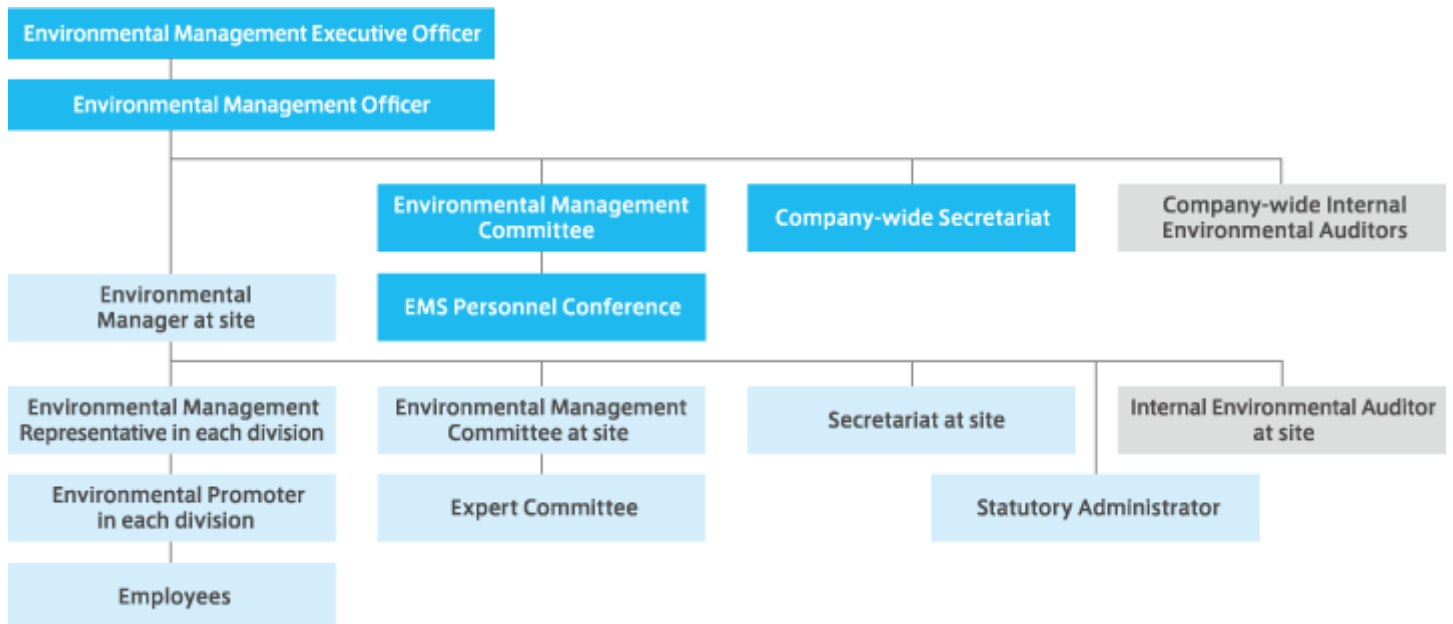 Environmental Management Executive Officer
Environmental Management Officer
Environmental Management
Committee
Company-wide Secretariat
Company-wide Internal
Environmental Auditors
Environmental
Manager at site
EMS Personnel Conference
Environmental Management
Representative in each division
Environmental Management
Committee at site
Secretariat at site
Internal Environmental Auditor
at site
Environmental Promoter
in each division
Expert Committee
Statutory Administrator
Employees